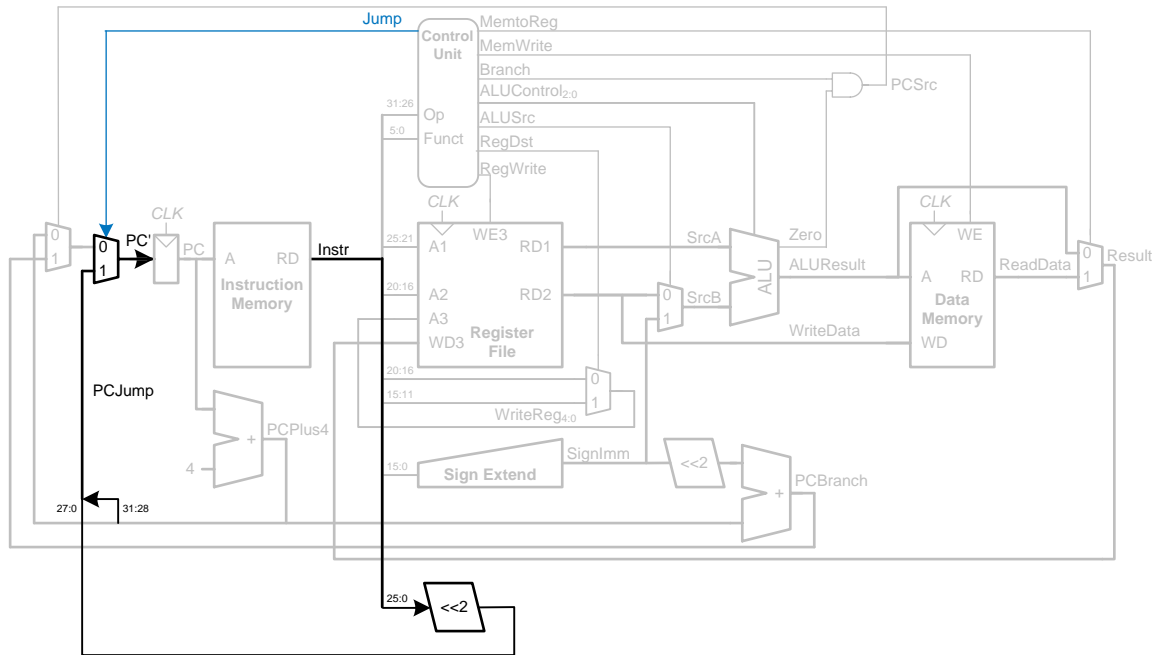 Jump
MemtoReg
Control
Unit
MemWrite
Branch
PCSrc
ALUControl2:0
31:26
Op
ALUSrc
5:0
Funct
RegDst
RegWrite
CLK
CLK
CLK
0
1
0
1
PC'
PC
A
RD
Instruction
Memory
Instr
25:21
A1
WE3
RD1
SrcA
Zero
WE
0
1
Result
20:16
A2
RD2
0
1
SrcB
ALU
ALUResult
A
RD
ReadData
Data
Memory
A3
WD3
Register
File
WriteData
WD
PCJump
20:16
0
15:11
1
WriteReg4:0
PCPlus4
+
4
SignImm
15:0
Sign Extend
<<2
+
PCBranch
27:0
31:28
25:0
<<2